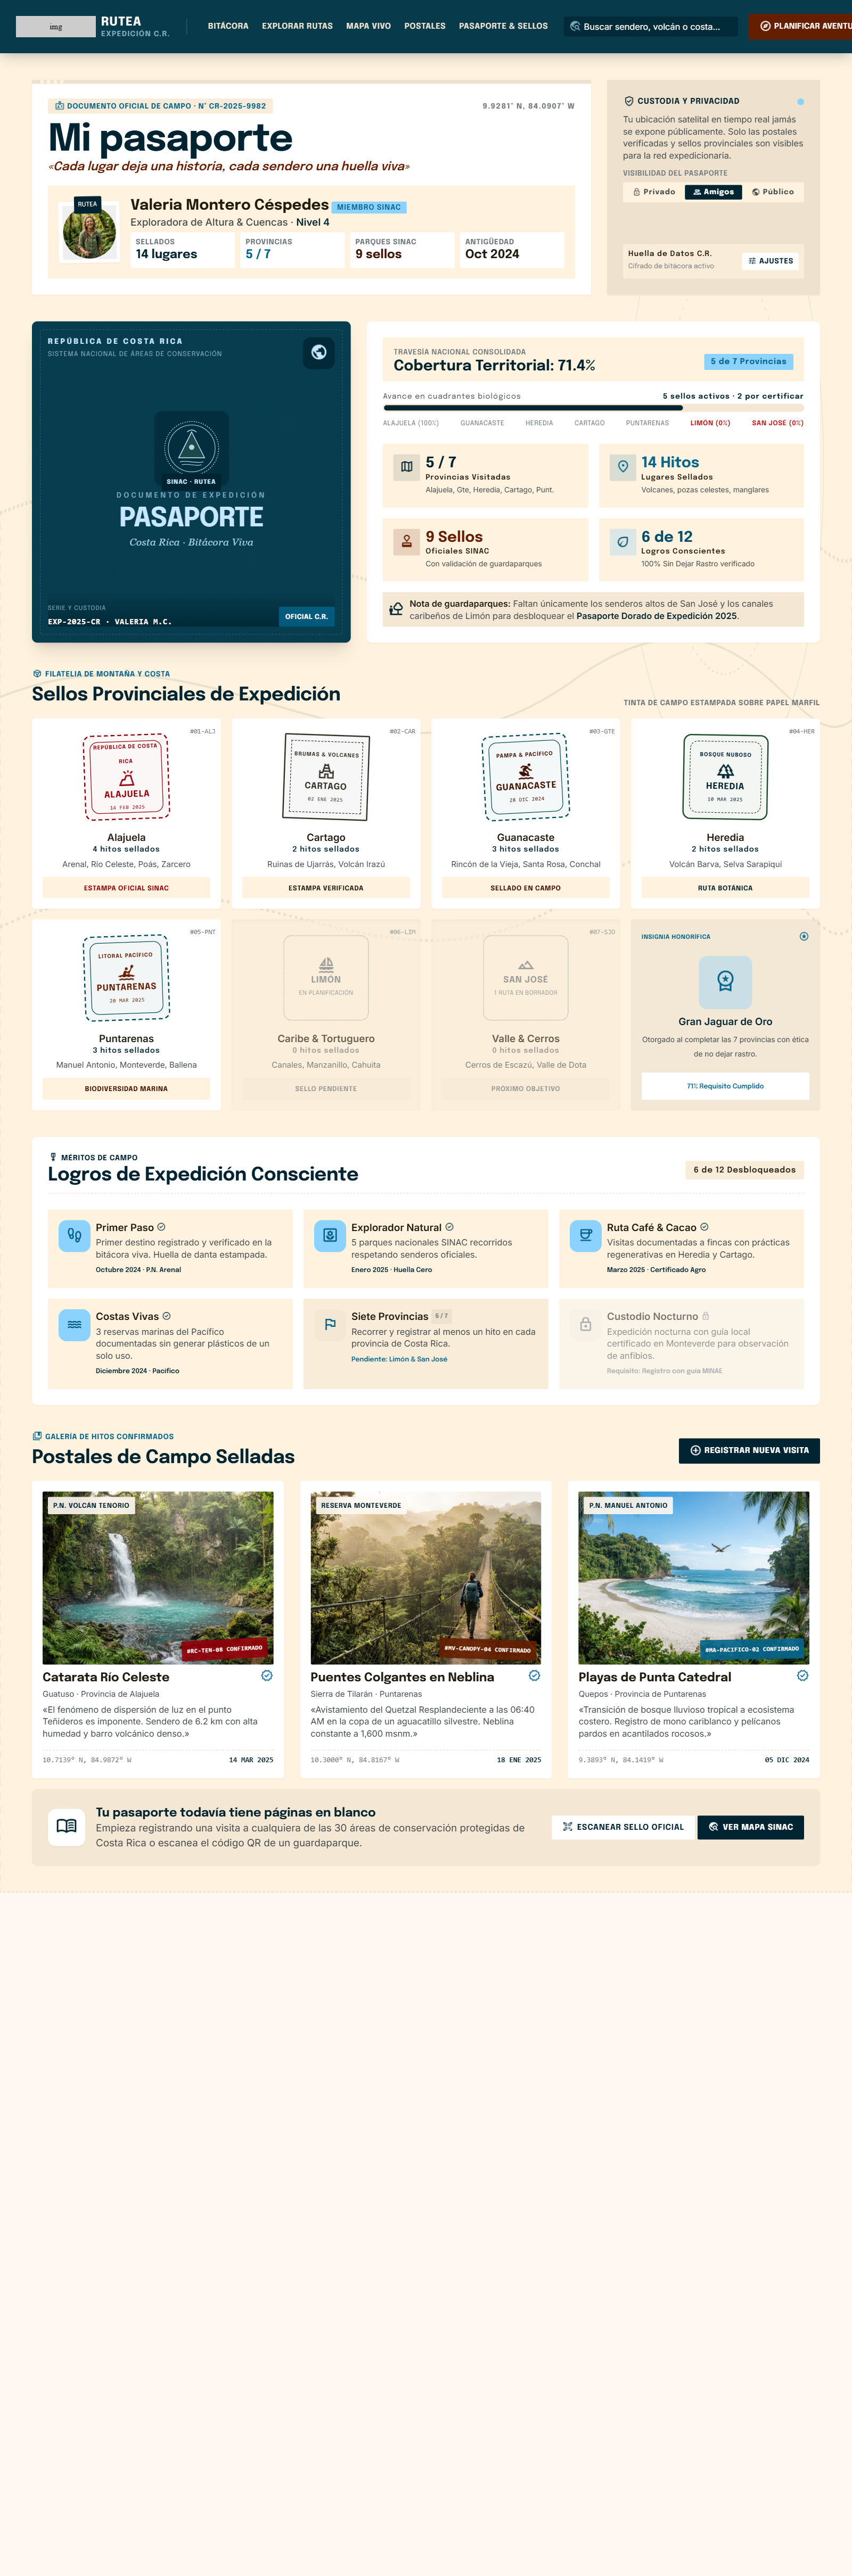 img
RUTEA
EXPEDICIÓN C.R.
BITÁCORA
EXPLORAR RUTAS
MAPA VIVO
POSTALES
PASAPORTE & SELLOS
Buscar sendero, volcán o costa...
PLANIFICAR AVENTU
DOCUMENTO OFICIAL DE CAMPO · N° CR-2025-9982
9.9281° N, 84.0907° W
Mi pasaporte
«Cada lugar deja una historia, cada sendero una huella viva»
RUTEA
Valeria Montero Céspedes
MIEMBRO SINAC
Exploradora de Altura & Cuencas · Nivel 4
SELLADOS
14 lugares
PROVINCIAS
5 / 7
PARQUES SINAC
9 sellos
ANTIGÜEDAD
Oct 2024
CUSTODIA Y PRIVACIDAD
Tu ubicación satelital en tiempo real jamás
se expone públicamente. Solo las postales
verificadas y sellos provinciales son visibles
para la red expedicionaria.
VISIBILIDAD DEL PASAPORTE
Privado
Amigos
Público
Huella de Datos C.R.
Cifrado de bitácora activo
AJUSTES
REPÚBLICA DE COSTA RICA
SISTEMA NACIONAL DE ÁREAS DE CONSERVACIÓN
SINAC · RUTEA
DOCUMENTO DE EXPEDICIÓN
PASAPORTE
Costa Rica · Bitácora Viva
SERIE Y CUSTODIA
EXP-2025-CR · VALERIA M.C.
OFICIAL C.R.
TRAVESÍA NACIONAL CONSOLIDADA
Cobertura Territorial: 71.4%
5 de 7 Provincias
Avance en cuadrantes biológicos
5 sellos activos · 2 por certificar
ALAJUELA (100%)
GUANACASTE
HEREDIA
CARTAGO
PUNTARENAS
LIMÓN (0%)
SAN JOSÉ (0%)
5 / 7
Provincias Visitadas
Alajuela, Gte, Heredia, Cartago, Punt.
14 Hitos
Lugares Sellados
Volcanes, pozas celestes, manglares
9 Sellos
Oficiales SINAC
Con validación de guardaparques
6 de 12
Logros Conscientes
100% Sin Dejar Rastro verificado
Nota de guardaparques: Faltan únicamente los senderos altos de San José y los canales
caribeños de Limón para desbloquear el Pasaporte Dorado de Expedición 2025.
FILATELIA DE MONTAÑA Y COSTA
Sellos Provinciales de Expedición
TINTA DE CAMPO ESTAMPADA SOBRE PAPEL MARFIL
#01-ALJ
REPÚBLICA DE COSTA
RICA
ALAJUELA
14 FEB 2025
Alajuela
4 hitos sellados
Arenal, Río Celeste, Poás, Zarcero
ESTAMPA OFICIAL SINAC
#02-CAR
BRUMAS & VOLCANES
CARTAGO
02 ENE 2025
Cartago
2 hitos sellados
Ruinas de Ujarrás, Volcán Irazú
ESTAMPA VERIFICADA
#03-GTE
PAMPA & PACÍFICO
GUANACASTE
28 DIC 2024
Guanacaste
3 hitos sellados
Rincón de la Vieja, Santa Rosa, Conchal
SELLADO EN CAMPO
#04-HER
BOSQUE NUBOSO
HEREDIA
10 MAR 2025
Heredia
2 hitos sellados
Volcán Barva, Selva Sarapiquí
RUTA BOTÁNICA
#05-PNT
LITORAL PACÍFICO
PUNTARENAS
20 MAR 2025
Puntarenas
3 hitos sellados
Manuel Antonio, Monteverde, Ballena
BIODIVERSIDAD MARINA
#06-LIM
LIMÓN
EN PLANIFICACIÓN
Caribe & Tortuguero
0 hitos sellados
Canales, Manzanillo, Cahuita
SELLO PENDIENTE
#07-SJO
SAN JOSÉ
1 RUTA EN BORRADOR
Valle & Cerros
0 hitos sellados
Cerros de Escazú, Valle de Dota
PRÓXIMO OBJETIVO
INSIGNIA HONORÍFICA
Gran Jaguar de Oro
Otorgado al completar las 7 provincias con ética
de no dejar rastro.
71% Requisito Cumplido
MÉRITOS DE CAMPO
Logros de Expedición Consciente
6 de 12 Desbloqueados
Primer Paso
Primer destino registrado y verificado en la
bitácora viva. Huella de danta estampada.
Octubre 2024 · P.N. Arenal
Explorador Natural
5 parques nacionales SINAC recorridos
respetando senderos oficiales.
Enero 2025 · Huella Cero
Ruta Café & Cacao
Visitas documentadas a fincas con prácticas
regenerativas en Heredia y Cartago.
Marzo 2025 · Certificado Agro
Costas Vivas
3 reservas marinas del Pacífico
documentadas sin generar plásticos de un
solo uso.
Diciembre 2024 · Pacífico
Siete Provincias
5 / 7
Recorrer y registrar al menos un hito en cada
provincia de Costa Rica.
Pendiente: Limón & San José
Custodio Nocturno
Expedición nocturna con guía local
certificado en Monteverde para observación
de anfibios.
Requisito: Registro con guía MINAE
GALERÍA DE HITOS CONFIRMADOS
Postales de Campo Selladas
REGISTRAR NUEVA VISITA
P.N. VOLCÁN TENORIO
#RC-TEN-08 CONFIRMADO
Catarata Río Celeste
Guatuso · Provincia de Alajuela
«El fenómeno de dispersión de luz en el punto
Teñideros es imponente. Sendero de 6.2 km con alta
humedad y barro volcánico denso.»
10.7139° N, 84.9872° W
14 MAR 2025
RESERVA MONTEVERDE
#MV-CANOPY-04 CONFIRMADO
Puentes Colgantes en Neblina
Sierra de Tilarán · Puntarenas
«Avistamiento del Quetzal Resplandeciente a las 06:40
AM en la copa de un aguacatillo silvestre. Neblina
constante a 1,600 msnm.»
10.3000° N, 84.8167° W
18 ENE 2025
P.N. MANUEL ANTONIO
#MA-PACIFICO-02 CONFIRMADO
Playas de Punta Catedral
Quepos · Provincia de Puntarenas
«Transición de bosque lluvioso tropical a ecosistema
costero. Registro de mono cariblanco y pelícanos
pardos en acantilados rocosos.»
9.3893° N, 84.1419° W
05 DIC 2024
Tu pasaporte todavía tiene páginas en blanco
Empieza registrando una visita a cualquiera de las 30 áreas de conservación protegidas de
Costa Rica o escanea el código QR de un guardaparque.
ESCANEAR SELLO OFICIAL
VER MAPA SINAC